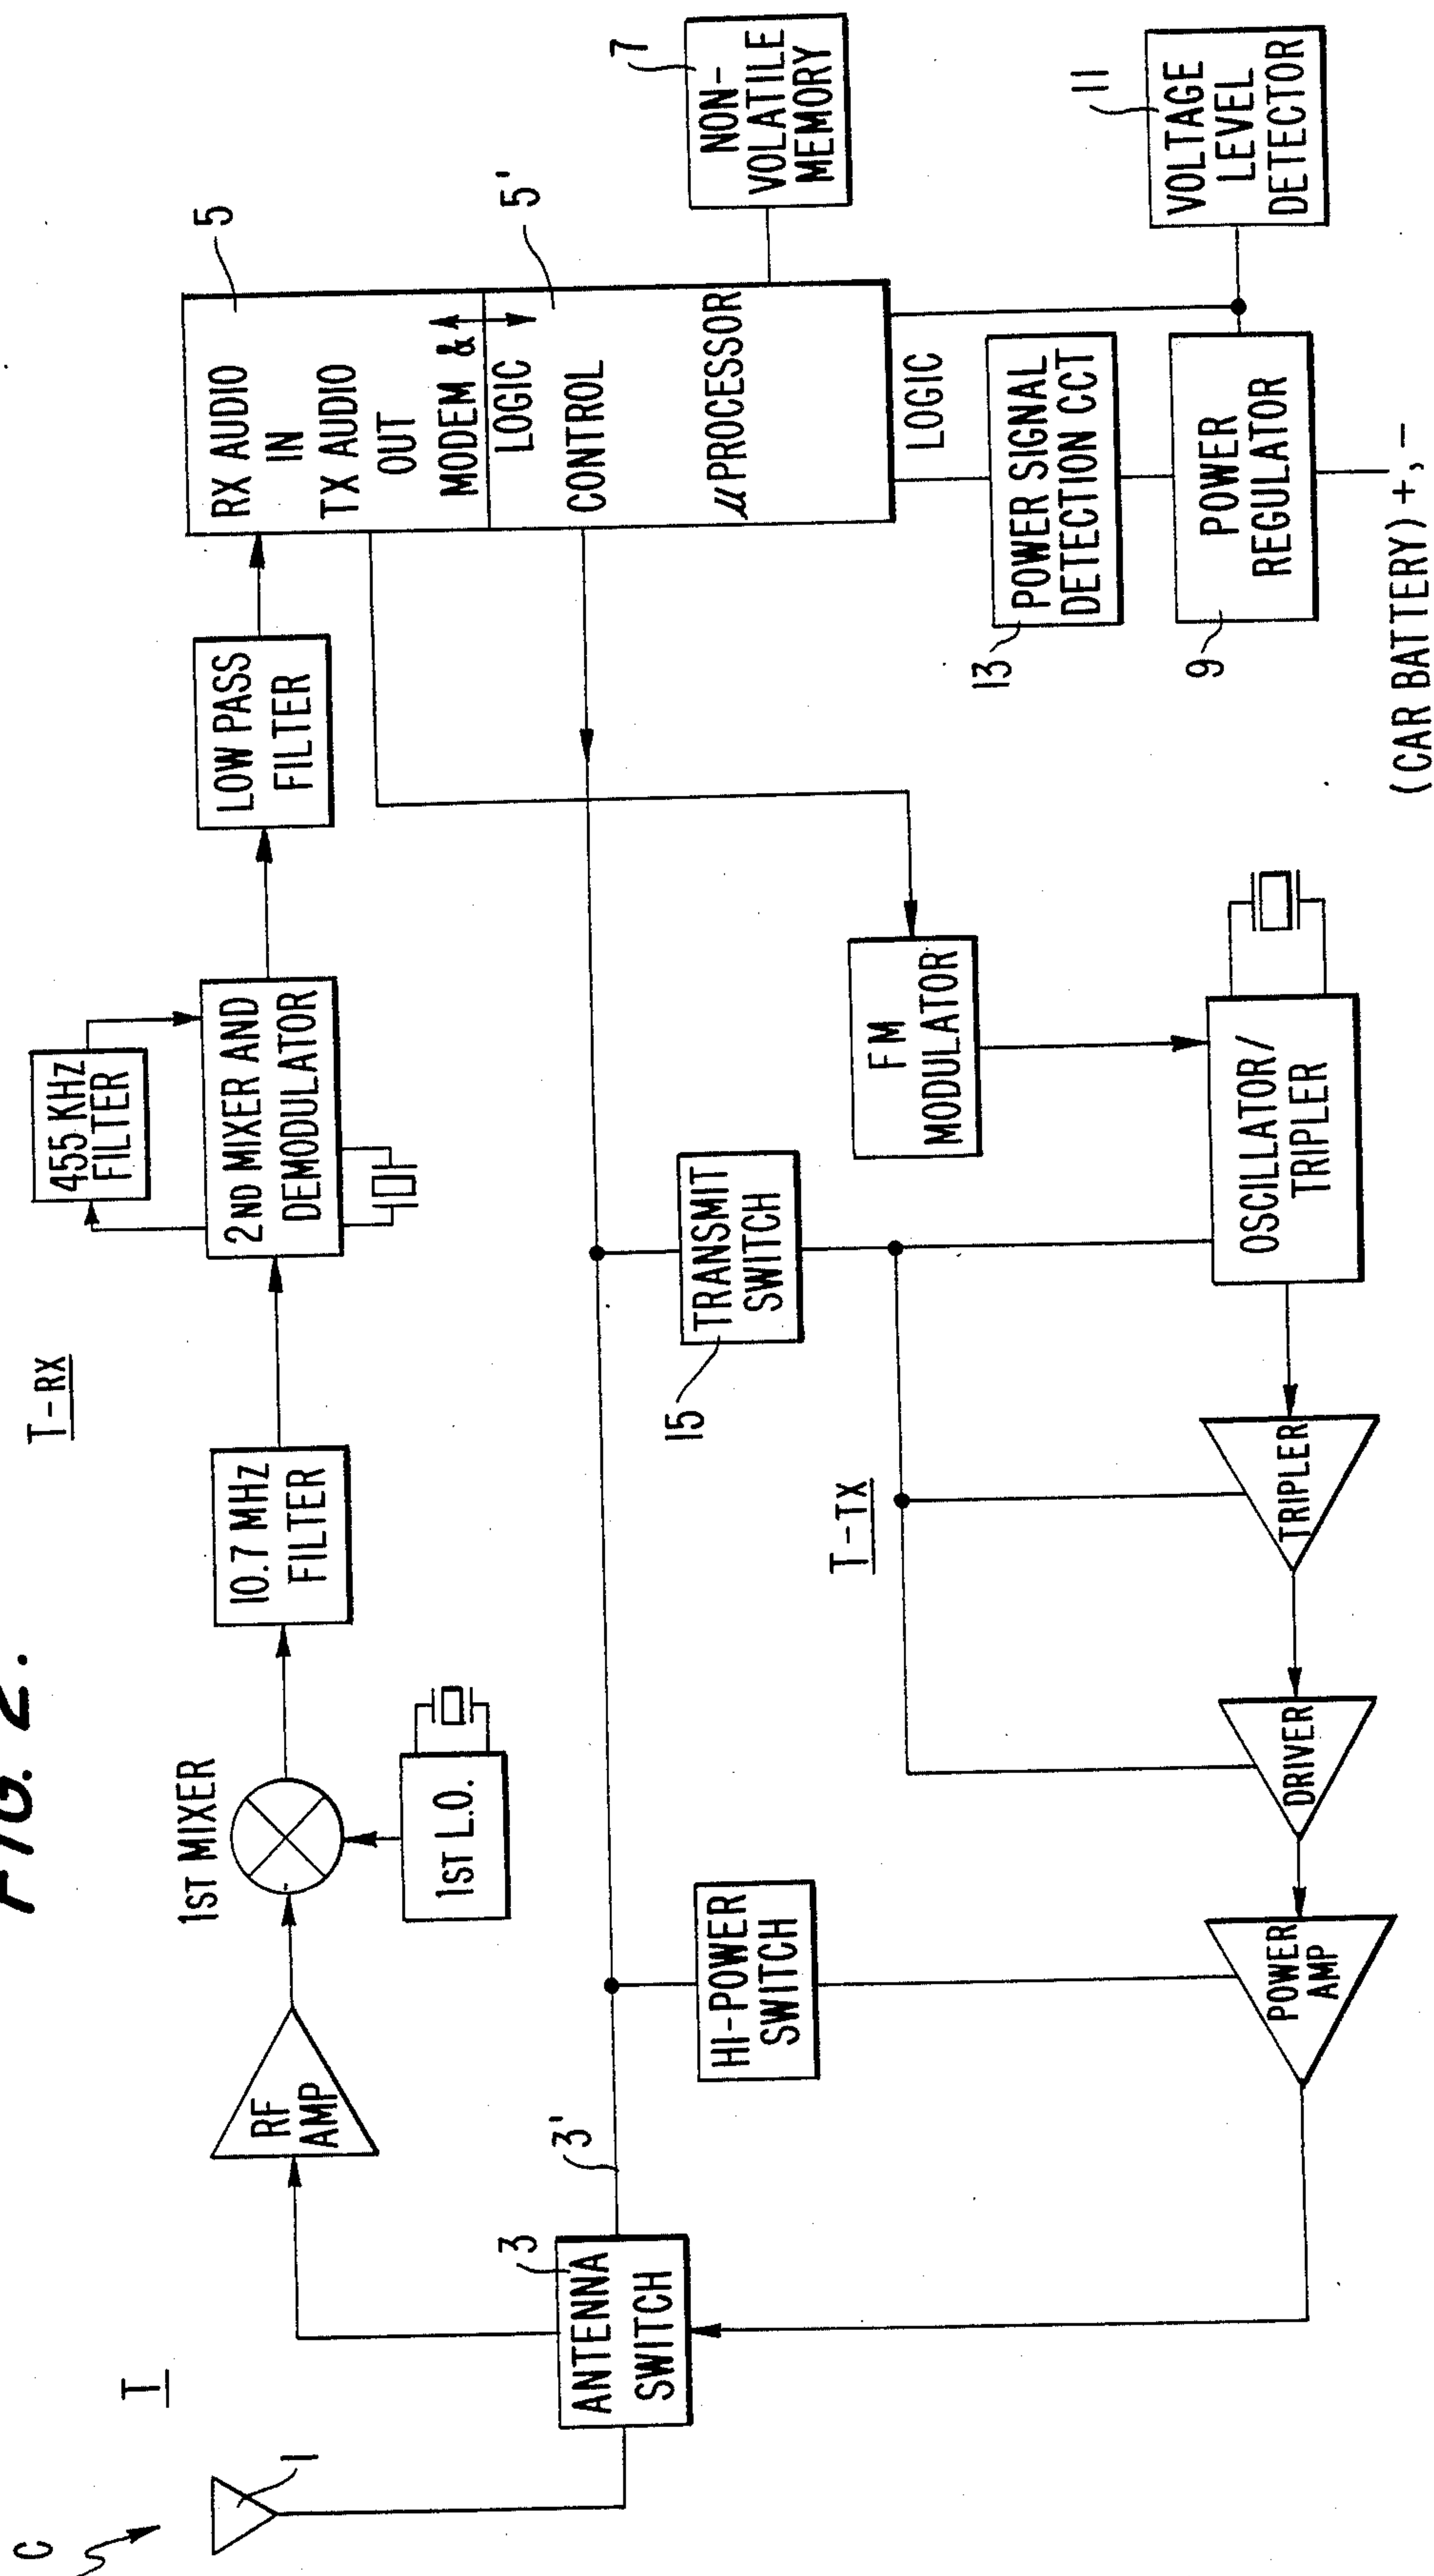 FIG. 2.
C
T
1
3
ANTENNA
SWITCH
3'
RF
AMP
1ST MIXER
1ST L.O.
10.7 MHz
FILTER
T-RX
455 KHz
FILTER
2ND MIXER AND
DEMODULATOR
LOW PASS
FILTER
5
RX AUDIO
IN
TX AUDIO
OUT
MODEM &
LOGIC
5'
CONTROL
μPROCESSOR
7
NON-
VOLATILE
MEMORY
LOGIC
13
POWER SIGNAL
DETECTION CCT
9
POWER
REGULATOR
11
VOLTAGE
LEVEL
DETECTOR
(CAR BATTERY) +, -
HI-POWER
SWITCH
15
TRANSMIT
SWITCH
T-TX
FM
MODULATOR
OSCILLATOR/
TRIPLER
TRIPLER
DRIVER
POWER
AMP